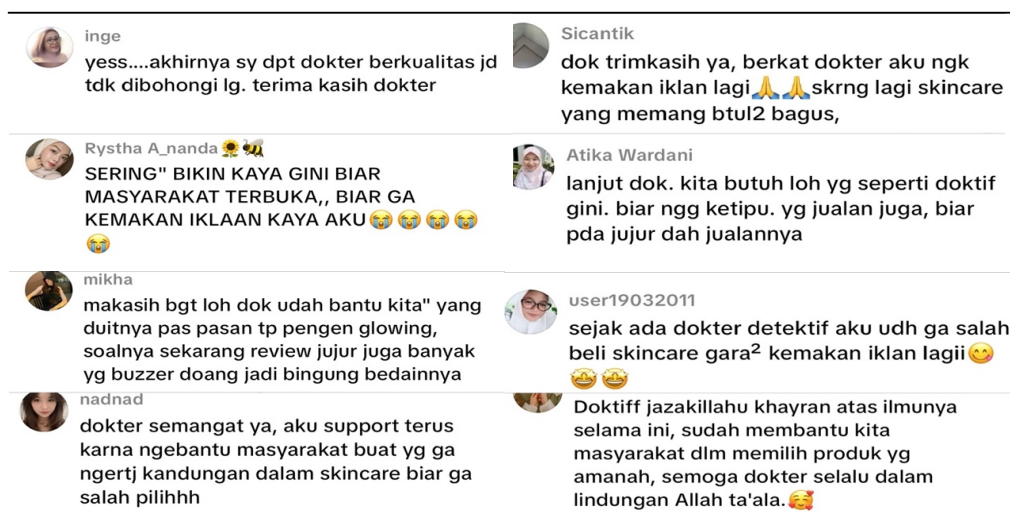 inge
yess....akhirnya sy dpt dokter berkualitas jd
tdk dibohongi lg. terima kasih dokter
Rystha A_nanda🌻🐝
SERING" BIKIN KAYA GINI BIAR
MASYARAKAT TERBUKA,, BIAR GA
KEMAKAN IKLAAN KAYA AKU😭😭😭😭
😭
mikha
makasih bgt loh dok udah bantu kita" yang
duitnya pas pasan tp pengen glowing,
soalnya sekarang review jujur juga banyak
yg buzzer doang jadi bingung bedainnya
nadnad
dokter semangat ya, aku support terus
karna ngebantu masyarakat buat yg ga
ngertj kandungan dalam skincare biar ga
salah pilihhh
Sicantik
dok trimkasih ya, berkat dokter aku ngk
kemakan iklan lagi🙏🙏skrng lagi skincare
yang memang btul2 bagus,
Atika Wardani
lanjut dok. kita butuh loh yg seperti doktif
gini. biar ngg ketipu. yg jualan juga, biar
pda jujur dah jualannya
user19032011
sejak ada dokter detektif aku udh ga salah
beli skincare gara² kemakan iklan lagii😋
🤩🤩
Doktiff jazakillahu khayran atas ilmunya
selama ini, sudah membantu kita
masyarakat dlm memilih produk yg
amanah, semoga dokter selalu dalam
lindungan Allah ta'ala.🥰